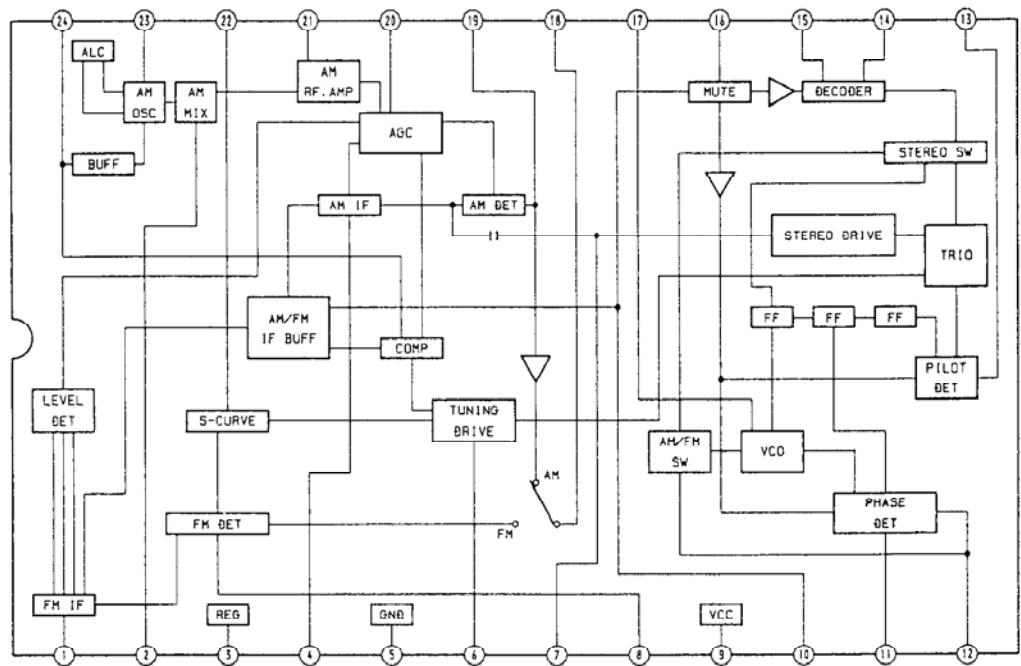 24 23 22 21 20 19 18 17 16 15 14 13
ALC
AM
OSC
AM
MIX
AM
RF.AMP
MUTE
DECODER
BUFF
AGC
STEREO SW
AM IF
AM DET
STEREO DRIVE
TRIO
AM/FM
IF BUFF
COMP
FF
FF
FF
PILOT
DET
LEVEL
DET
S-CURVE
TUNING
DRIVE
AM/FM
SW
VCO
AM
FM DET
FM
PHASE
DET
FM IF
REG
GND
VCC
1 2 3 4 5 6 7 8 9 10 11 12